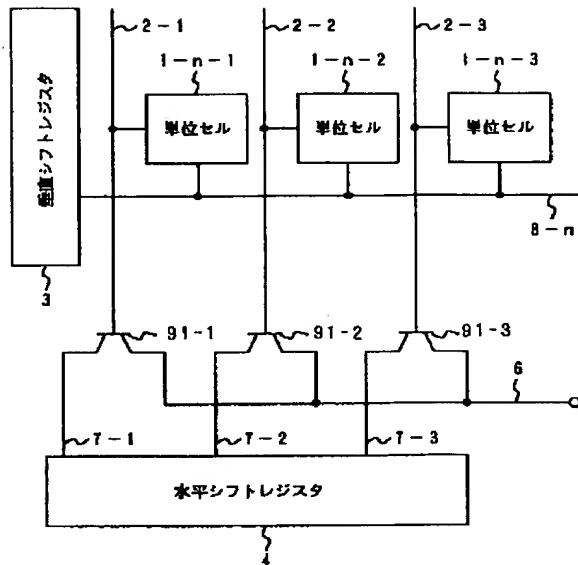 2-1
2-2
2-3
1-n-1
1-n-2
1-n-3
単位セル
単位セル
単位セル
垂直シフトレジスタ
8-n
3
91-1
91-2
91-3
6
7-1
7-2
7-3
水平シフトレジスタ
4